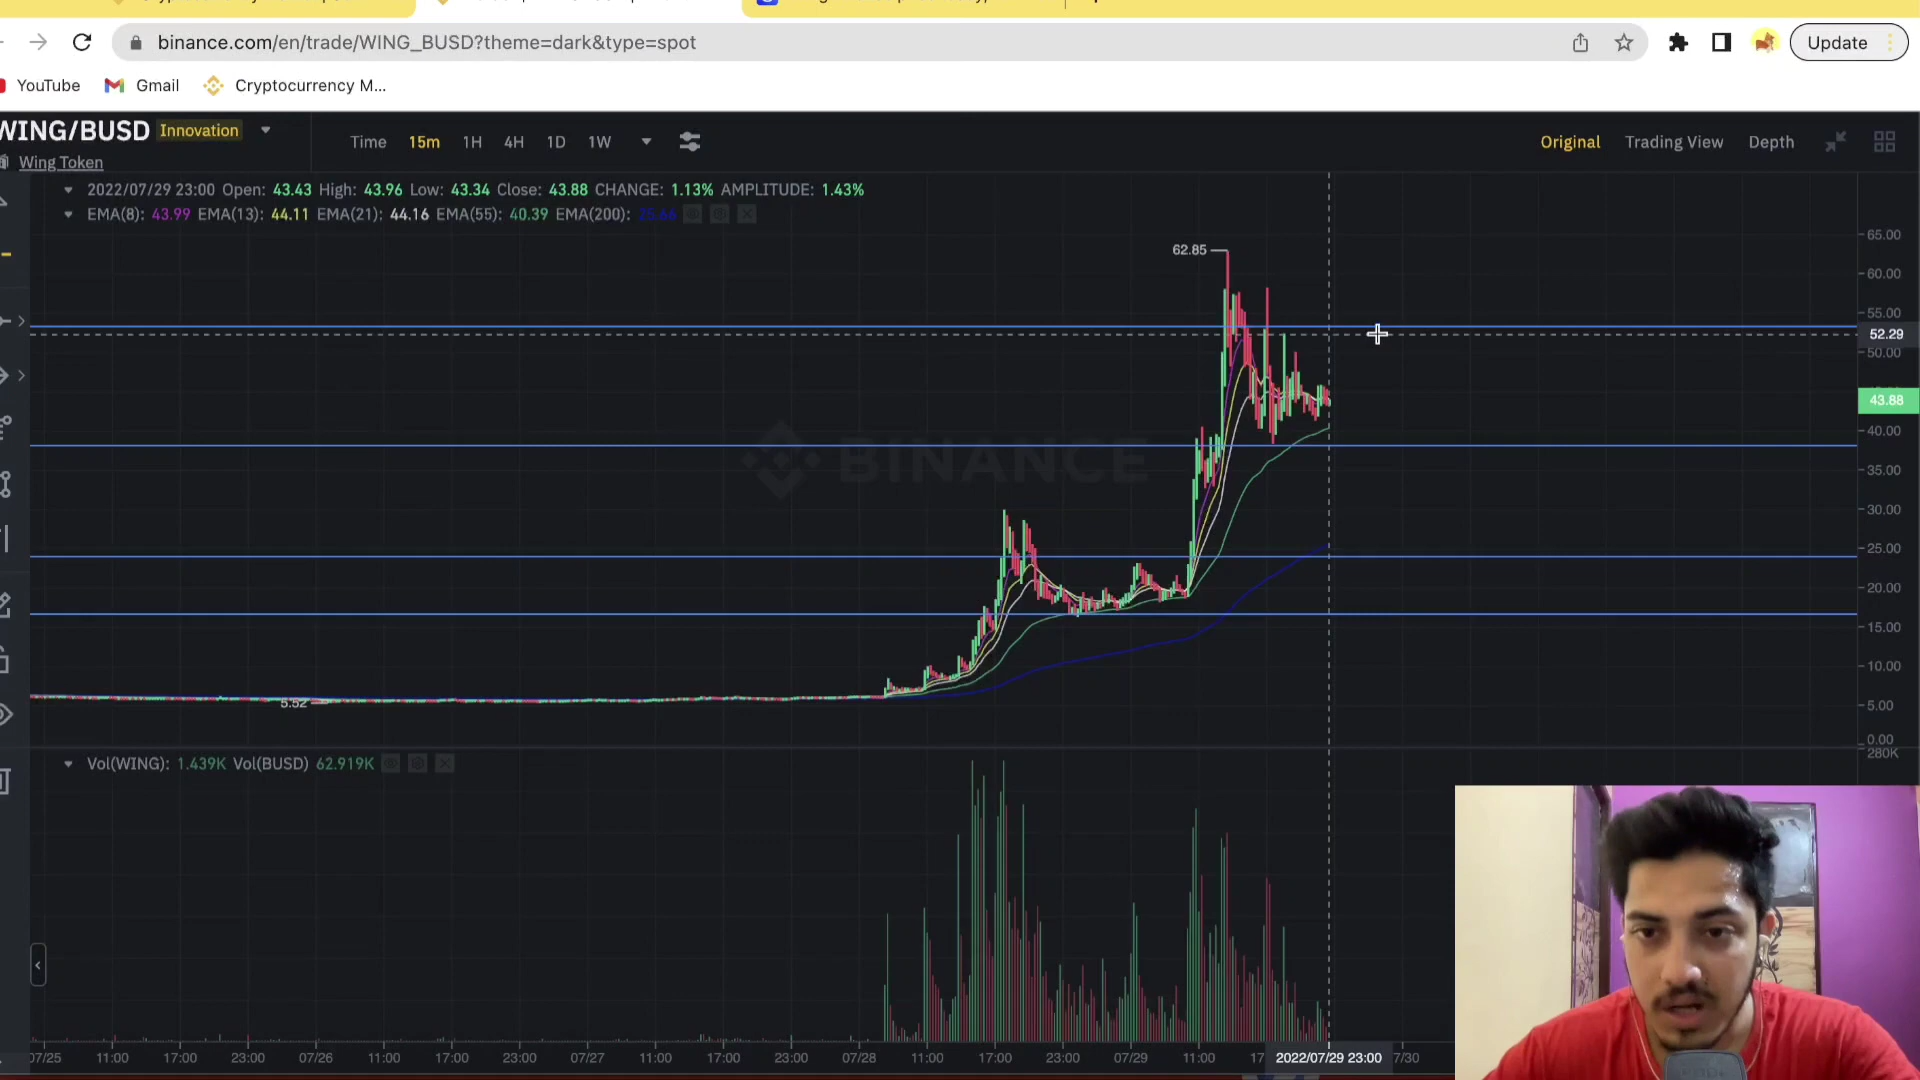 binance.com/en/trade/WING_BUSD?theme=dark&type=spot
Update
YouTube
Gmail
Cryptocurrency M...
WING/BUSD
Innovation
Wing Token
Time 15m 1H 4H 1D 1W
Original Trading View Depth
2022/07/29 23:00 Open: 43.43 High: 43.96 Low: 43.34 Close: 43.88 CHANGE: 1.13% AMPLITUDE: 1.43%
EMA(8): 43.99 EMA(13): 44.11 EMA(21): 44.16 EMA(55): 40.39 EMA(200): 25.66
62.85
65.00
60.00
55.00
52.29
50.00
43.88
40.00
BINANCE
35.00
30.00
25.00
20.00
15.00
10.00
5.00
5.52
0.00
280K
Vol(WING): 1.439K Vol(BUSD) 62.919K
07/25 11:00 17:00 23:00 07/26 11:00 17:00 23:00 07/27 11:00 17:00 23:00 07/28 11:00 17:00 23:00 07/29 11:00 17 2022/07/29 23:00 7/30